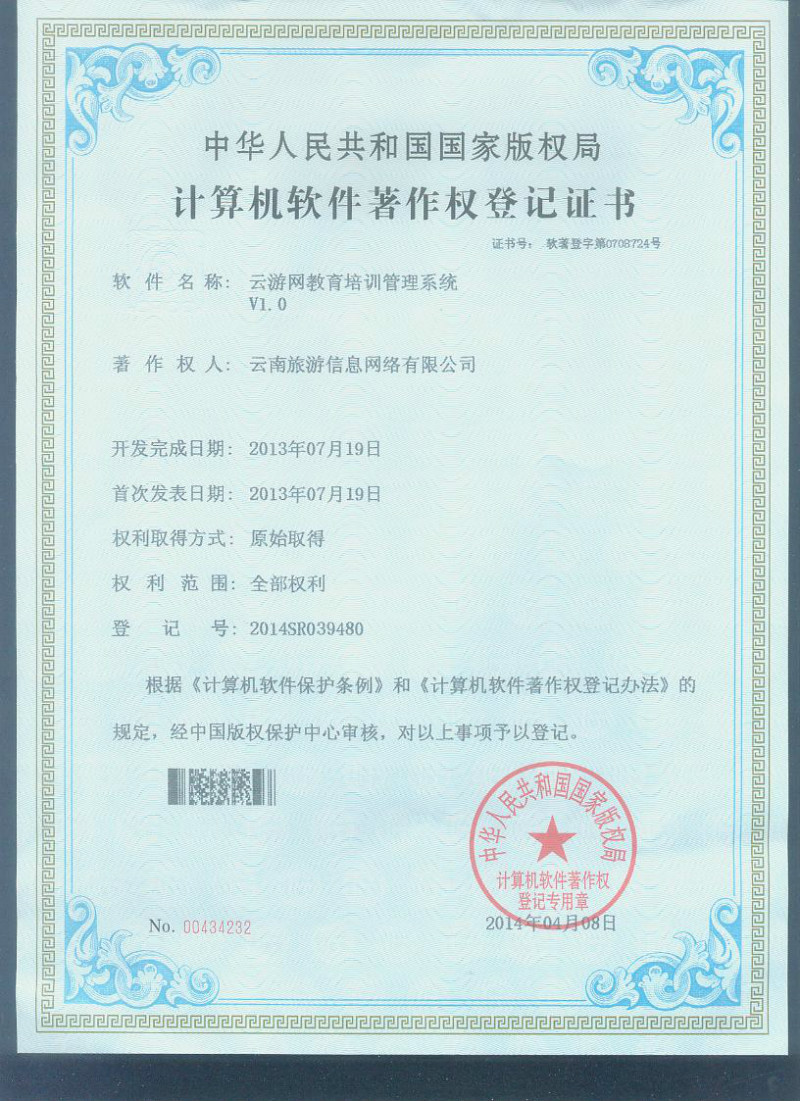 中华人民共和国国家版权局
计算机软件著作权登记证书
证书号： 软著登字第0708724号
软件名称： 云游网教育培训管理系统
V1.0
著作权人： 云南旅游信息网络有限公司
开发完成日期： 2013年07月19日
首次发表日期： 2013年07月19日
权利取得方式： 原始取得
权利范围： 全部权利
登记号： 2014SR039480
根据《计算机软件保护条例》和《计算机软件著作权登记办法》的
规定，经中国版权保护中心审核，对以上事项予以登记。
中华人民共和国国家版权局
计算机软件著作权
登记专用章
No. 00434232
2014年04月08日